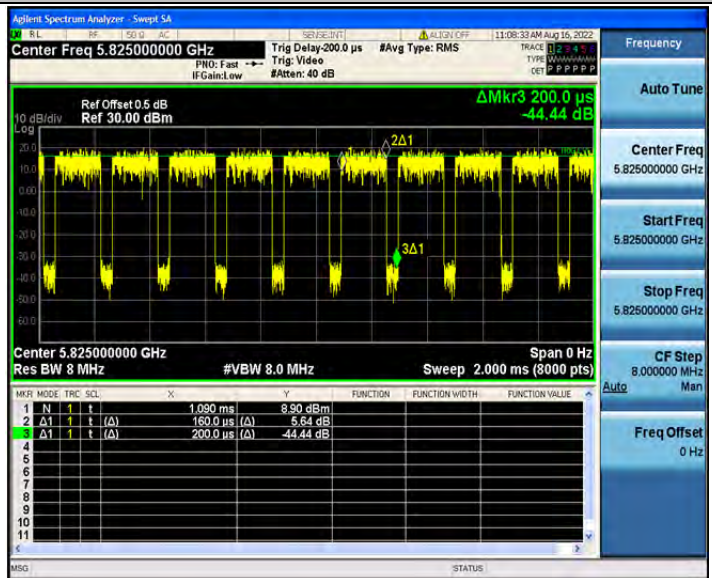 Agilent Spectrum Analyzer - Swept SA
RL RF 50 Ω AC SENSE:INT ALIGN OFF 11:08:33 AM Aug 16, 2022
Center Freq 5.825000000 GHz
PNO: Fast
IFGain:Low
Trig Delay-200.0 µs
Trig: Video
#Atten: 40 dB
#Avg Type: RMS
TRACE 1 2 3 4 5 6
TYPE W
DET P P P P P P
Frequency
Auto Tune
Center Freq
5.825000000 GHz
Start Freq
5.825000000 GHz
Stop Freq
5.825000000 GHz
CF Step
8.000000 MHz
Auto Man
Freq Offset
0 Hz
Ref Offset 0.5 dB
10 dB/div Ref 30.00 dBm
Log
ΔMkr3 200.0 µs
-44.44 dB
20.0
10.0
0.00
-10.0
-20.0
-30.0
-40.0
-50.0
-60.0
1
2Δ1
3Δ1
Center 5.825000000 GHz Span 0 Hz
Res BW 8 MHz #VBW 8.0 MHz Sweep 2.000 ms (8000 pts)
MKR MODE TRC SCL X Y FUNCTION FUNCTION WIDTH FUNCTION VALUE
1 N 1 t 1.090 ms 8.90 dBm
2 Δ1 1 t (Δ) 160.0 µs (Δ) 5.64 dB
3 Δ1 1 t (Δ) 200.0 µs (Δ) -44.44 dB
4
5
6
7
8
9
10
11
MSG STATUS